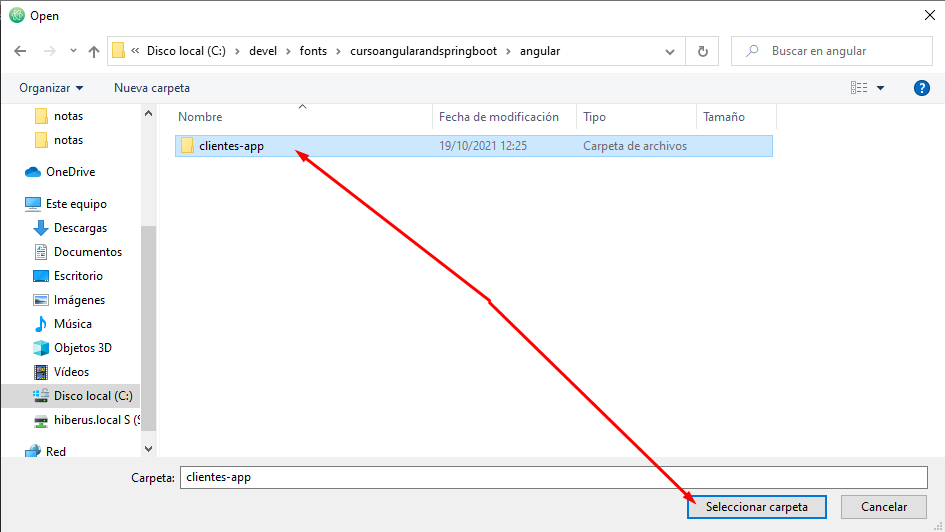 Open
« Disco local (C:) › devel › fonts › cursoangularandspringboot › angular
Buscar en angular
Organizar
Nueva carpeta
?
notas
notas
OneDrive
Este equipo
Descargas
Documentos
Escritorio
Imágenes
Música
Objetos 3D
Vídeos
Disco local (C:)
hiberus.local S (S
Red
Nombre Fecha de modificación Tipo Tamaño
clientes-app 19/10/2021 12:25 Carpeta de archivos
Carpeta: clientes-app
Seleccionar carpeta Cancelar